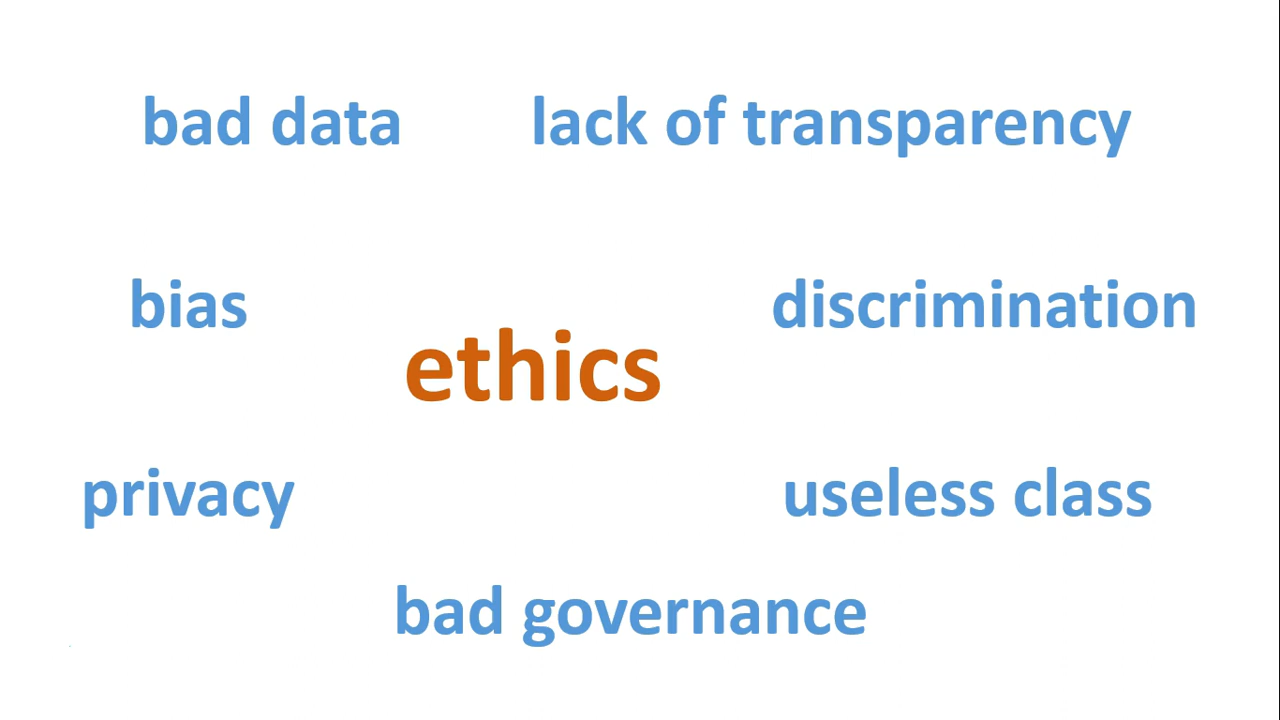 bad data
lack of transparency
bias
discrimination
ethics
privacy
useless class
bad governance